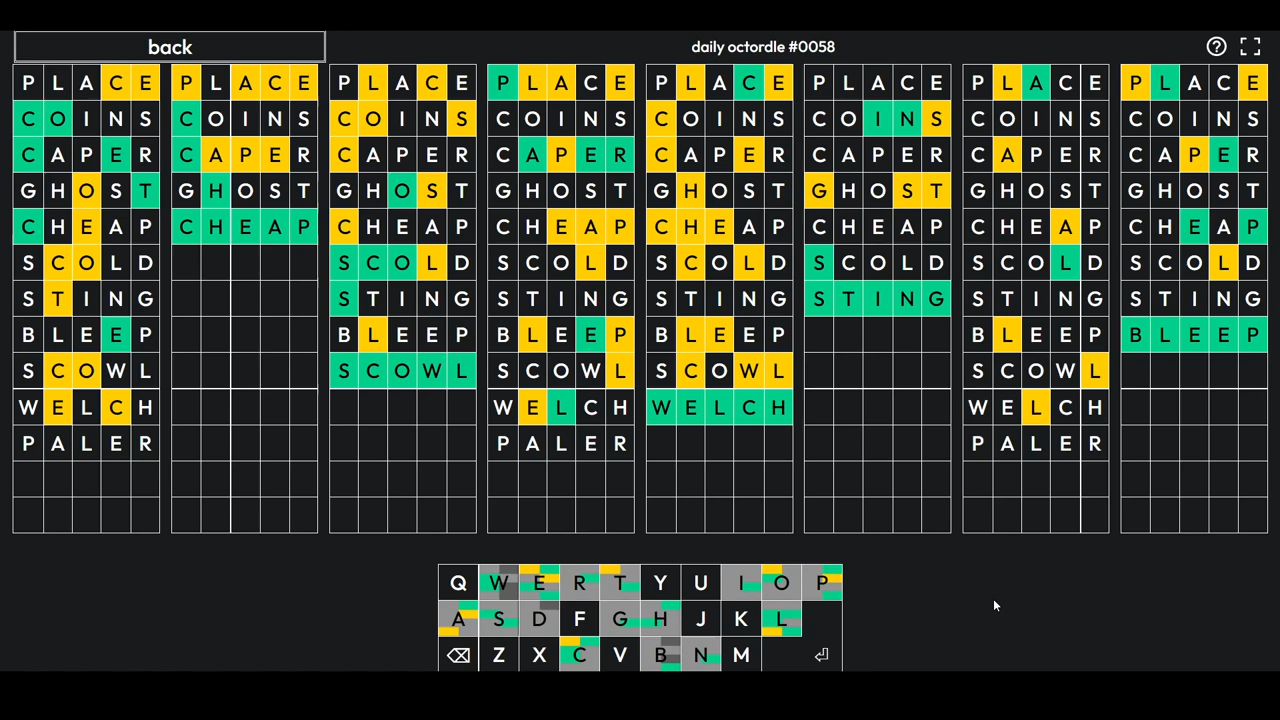 back
daily octordle #0058
PLACE PLACE PLACE PLACE PLACE PLACE PLACE PLACE
COINS COINS COINS COINS COINS COINS COINS COINS
CAPER CAPER CAPER CAPER CAPER CAPER CAPER CAPER
GHOST GHOST GHOST GHOST GHOST GHOST GHOST GHOST
CHEAP CHEAP CHEAP CHEAP CHEAP CHEAP CHEAP CHEAP
SCOLD SCOLD SCOLD SCOLD SCOLD SCOLD SCOLD
STING STING STING STING STING STING STING
BLEEP BLEEP BLEEP BLEEP BLEEP BLEEP
SCOWL SCOWL SCOWL SCOWL SCOWL
WELCH WELCH WELCH WELCH
PALER PALER PALER
Q W E R T Y U I O P
A S D F G H J K L
Z X C V B N M